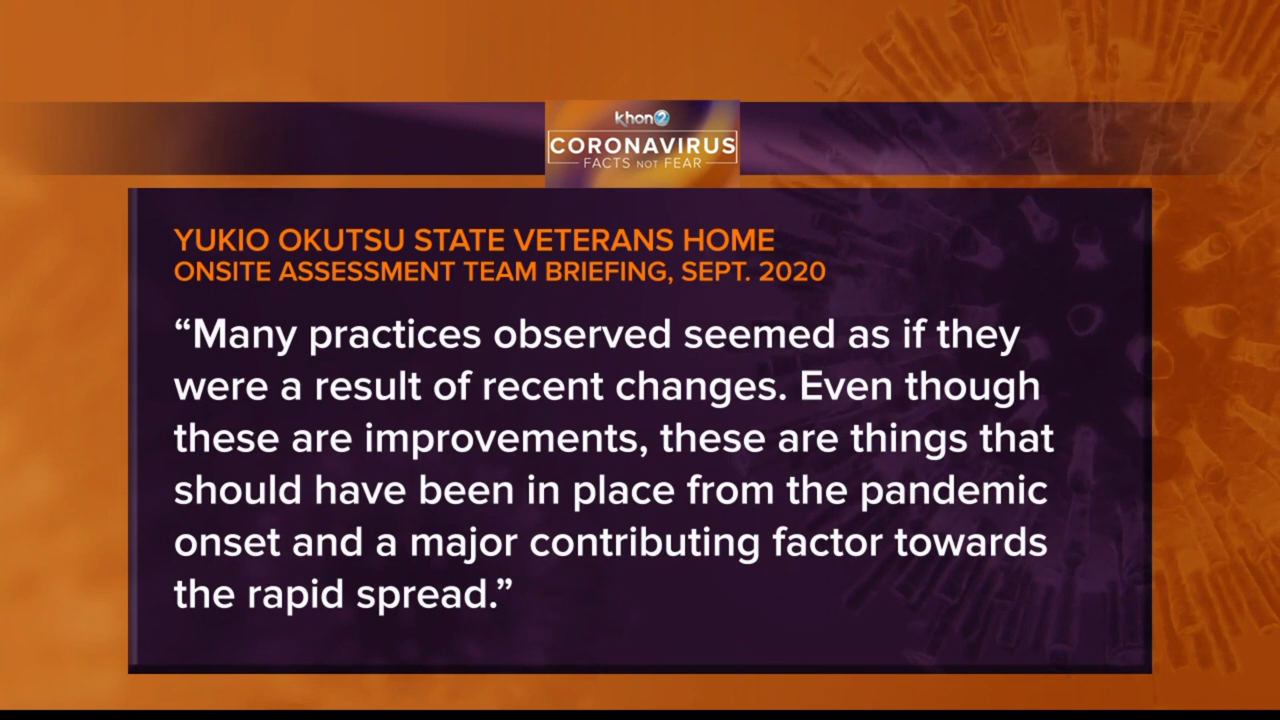 khon2
CORONAVIRUS
FACTS NOT FEAR
YUKIO OKUTSU STATE VETERANS HOME
ONSITE ASSESSMENT TEAM BRIEFING, SEPT. 2020
“Many practices observed seemed as if they
were a result of recent changes. Even though
these are improvements, these are things that
should have been in place from the pandemic
onset and a major contributing factor towards
the rapid spread.”